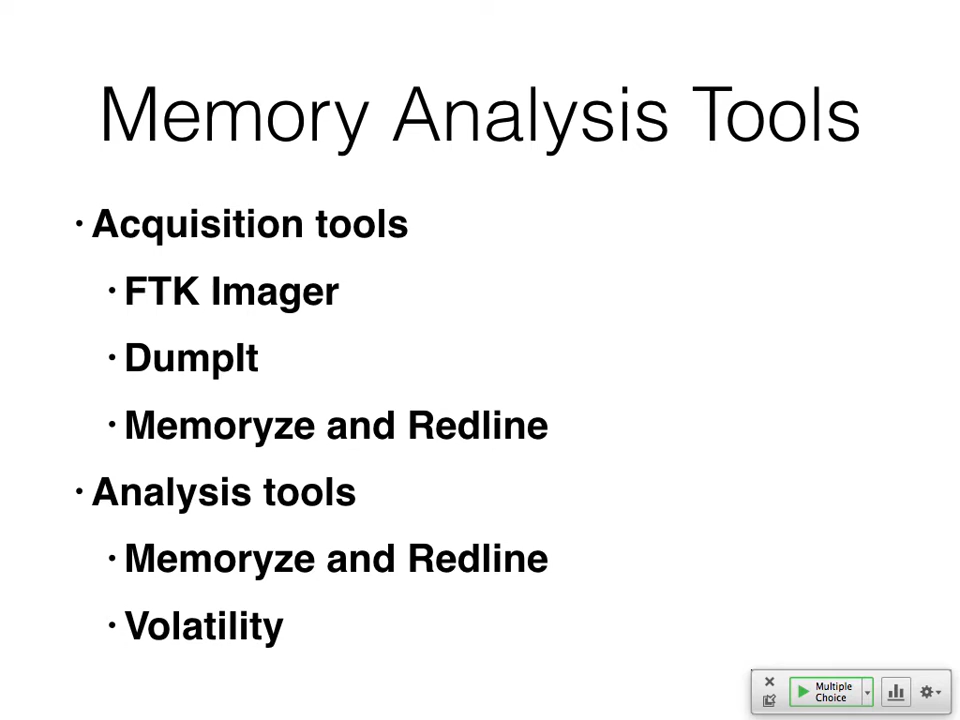 Memory Analysis Tools
• Acquisition tools
• FTK Imager
• DumpIt
• Memoryze and Redline
• Analysis tools
• Memoryze and Redline
• Volatility
Multiple
Choice